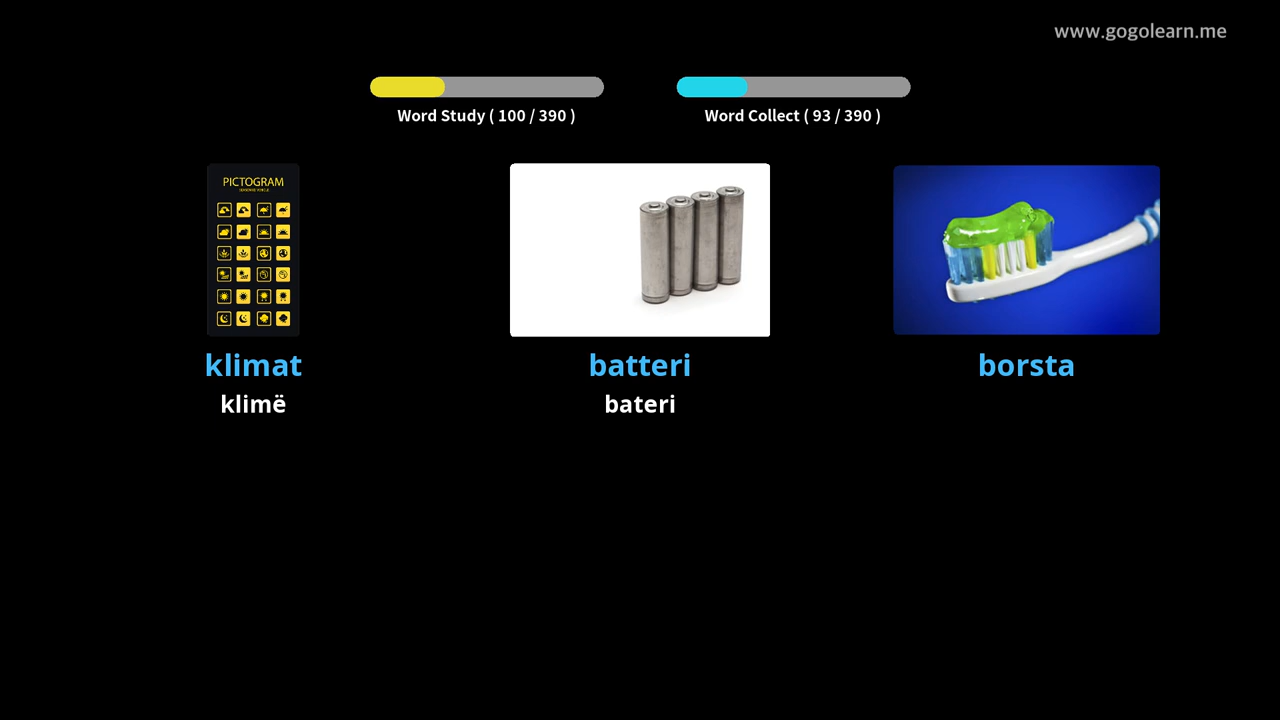 www.gogolearn.me
Word Study ( 100 / 390 )
Word Collect ( 93 / 390 )
PICTOGRAM
klimat
batteri
borsta
klimë
bateri